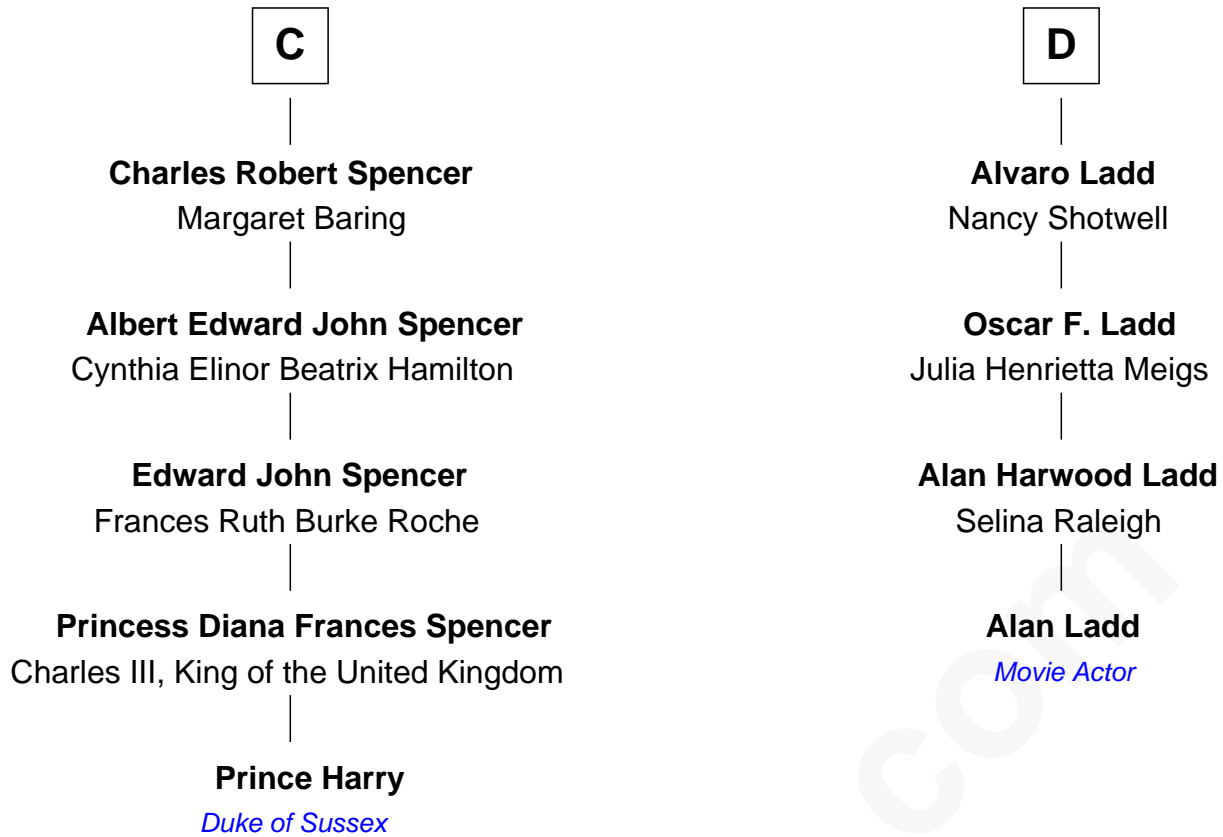 C
Charles Robert Spencer
Margaret Baring
Albert Edward John Spencer
Cynthia Elinor Beatrix Hamilton
Edward John Spencer
Frances Ruth Burke Roche
Princess Diana Frances Spencer
Charles III, King of the United Kingdom
Prince Harry
Duke of Sussex
D
Alvaro Ladd
Nancy Shotwell
Oscar F. Ladd
Julia Henrietta Meigs
Alan Harwood Ladd
Selina Raleigh
Alan Ladd
Movie Actor
com